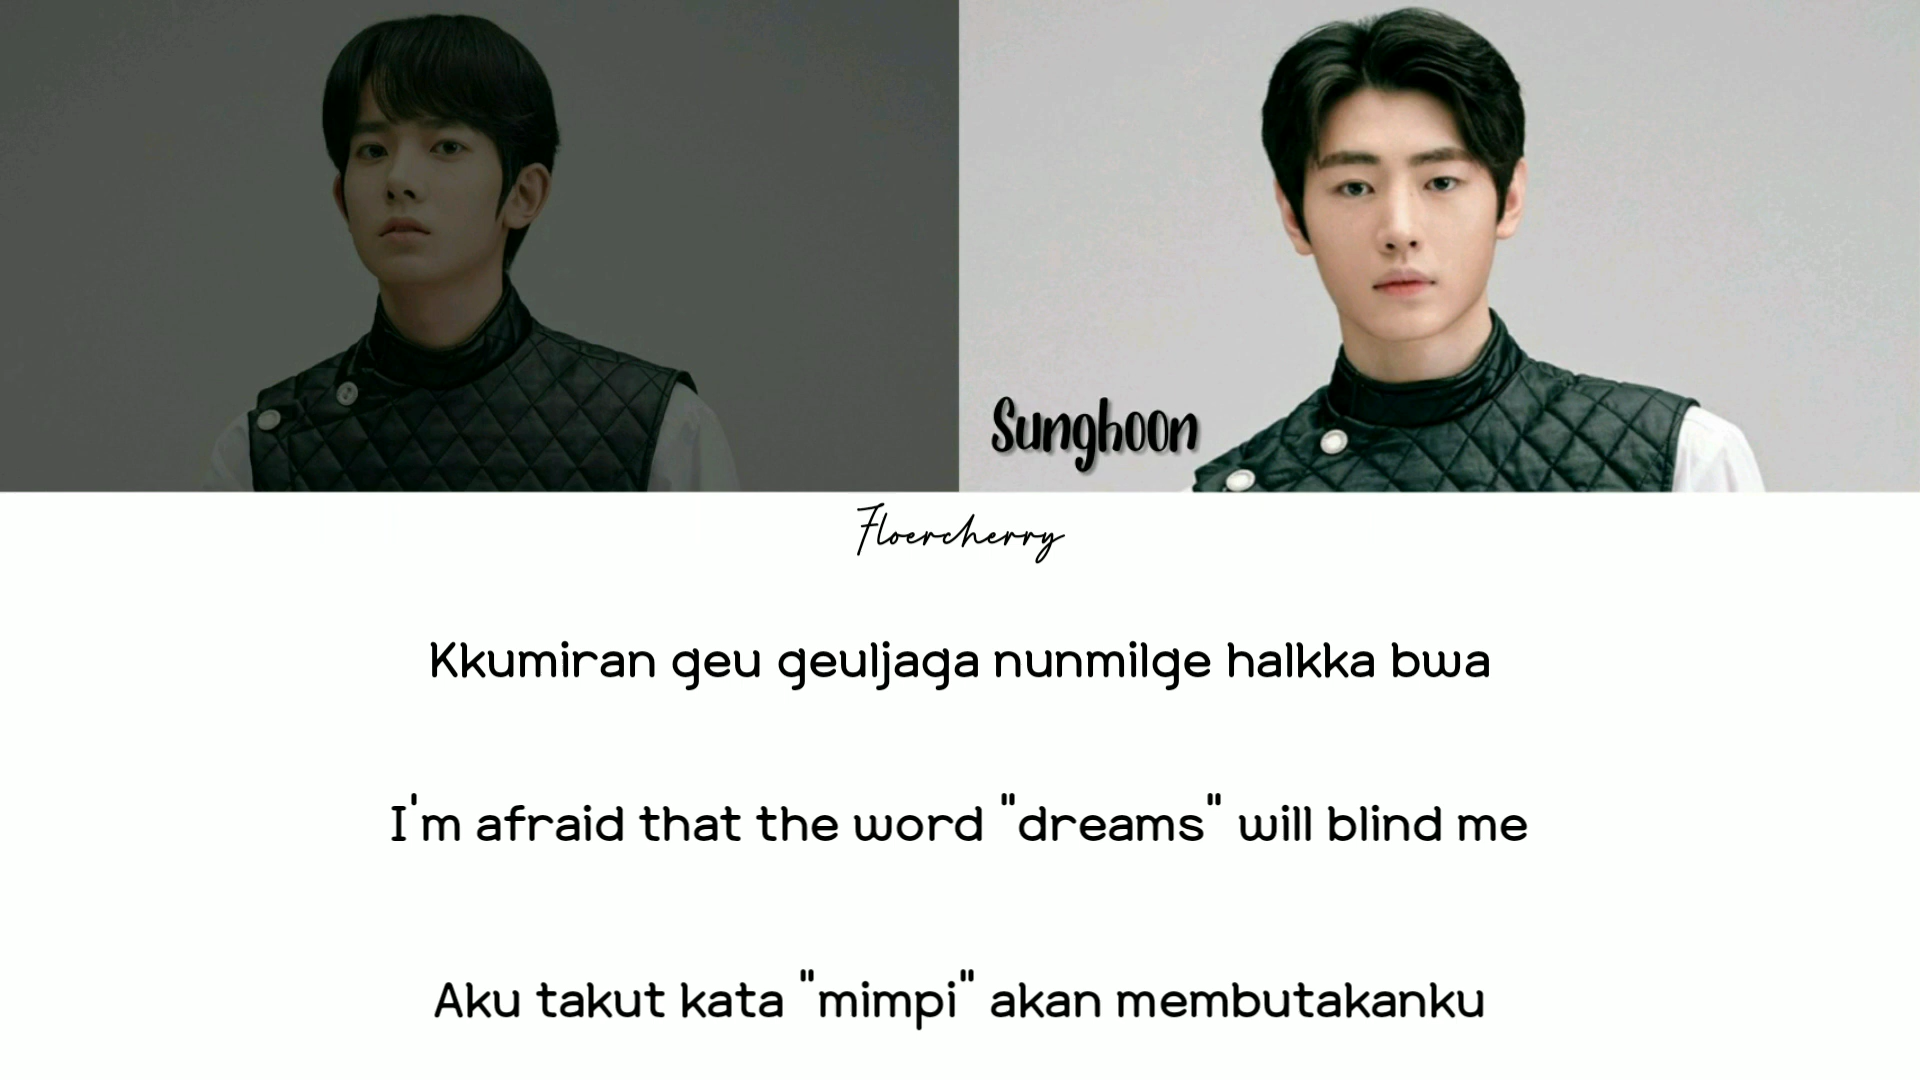 Sunghoon
Floercherry
Kkumiran geu geuljaga nunmilge halkka bwa
I'm afraid that the word "dreams" will blind me
Aku takut kata "mimpi" akan membutakanku